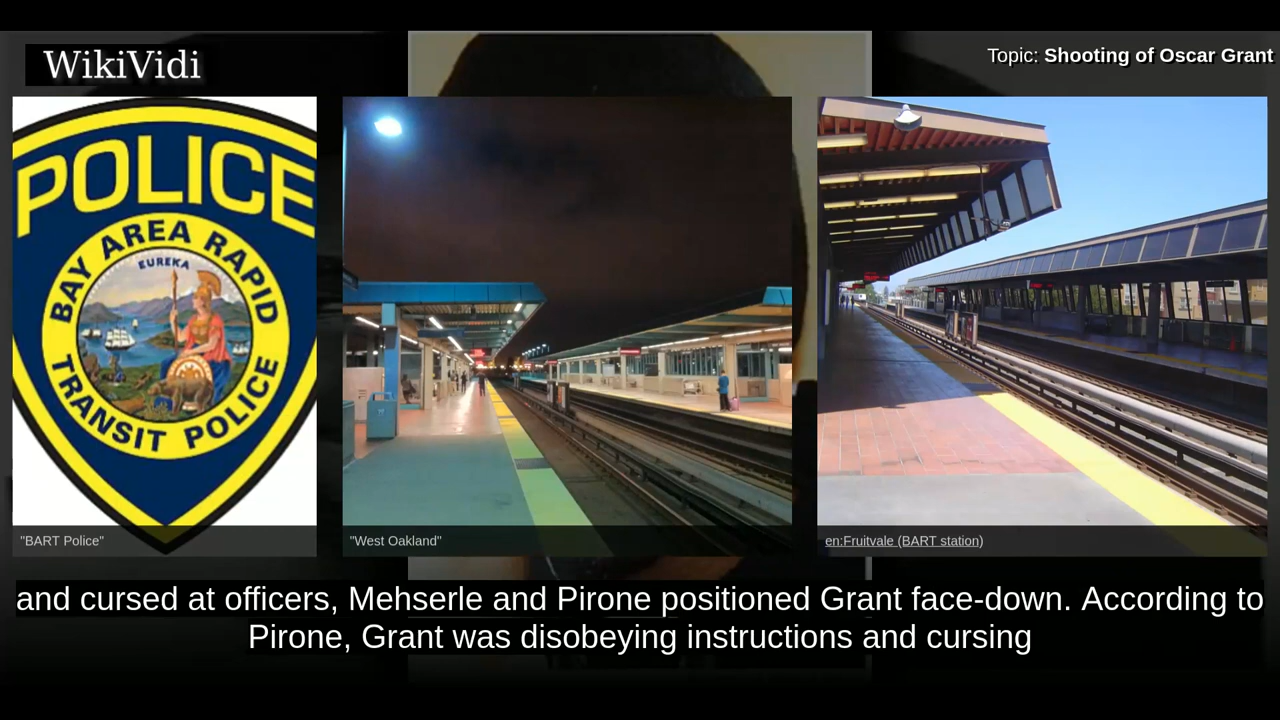 WikiVidi
Topic: Shooting of Oscar Grant
POLICE
BAY AREA RAPID
EUREKA
TRANSIT POLICE
"BART Police"
"West Oakland"
en:Fruitvale (BART station)
and cursed at officers, Mehserle and Pirone positioned Grant face-down. According to
Pirone, Grant was disobeying instructions and cursing